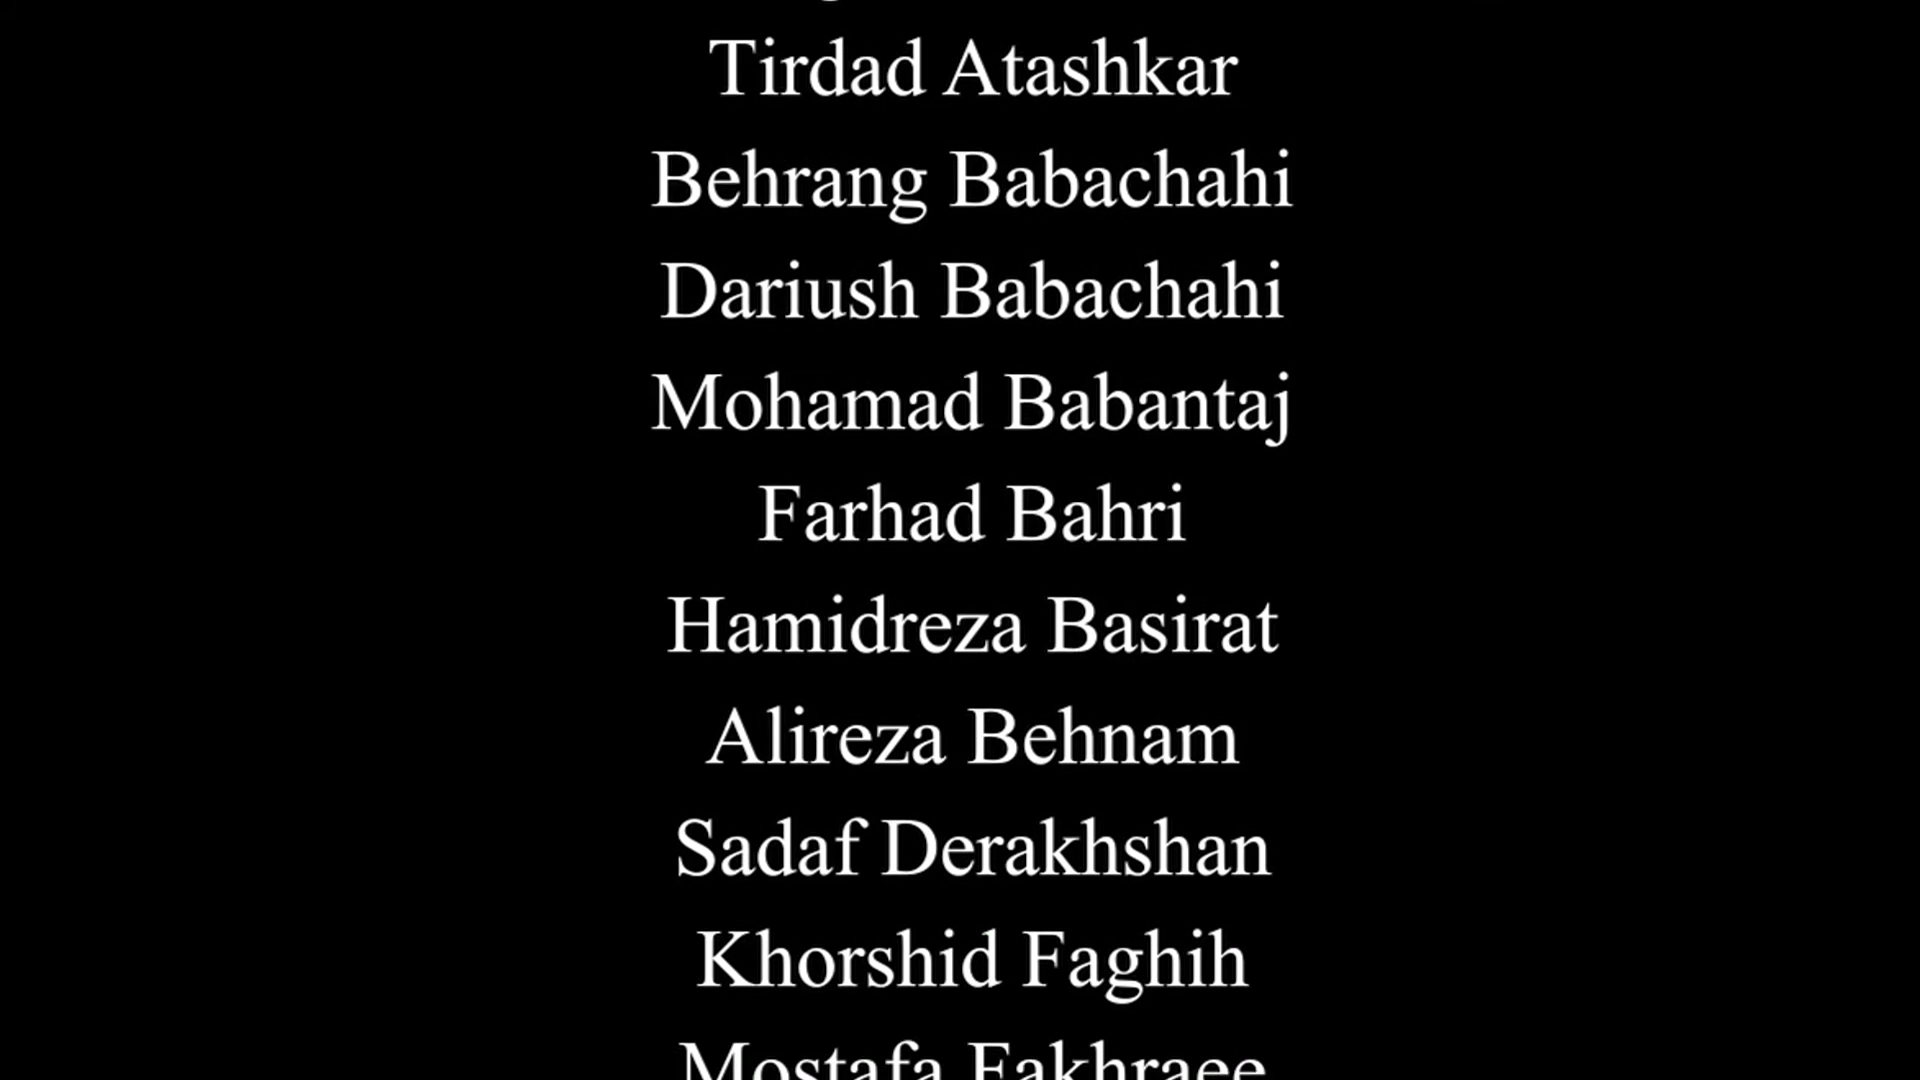 Tirdad Atashkar
Behrang Babachahi
Dariush Babachahi
Mohamad Babantaj
Farhad Bahri
Hamidreza Basirat
Alireza Behnam
Sadaf Derakhshan
Khorshid Faghih
Mostafa Fakhraee